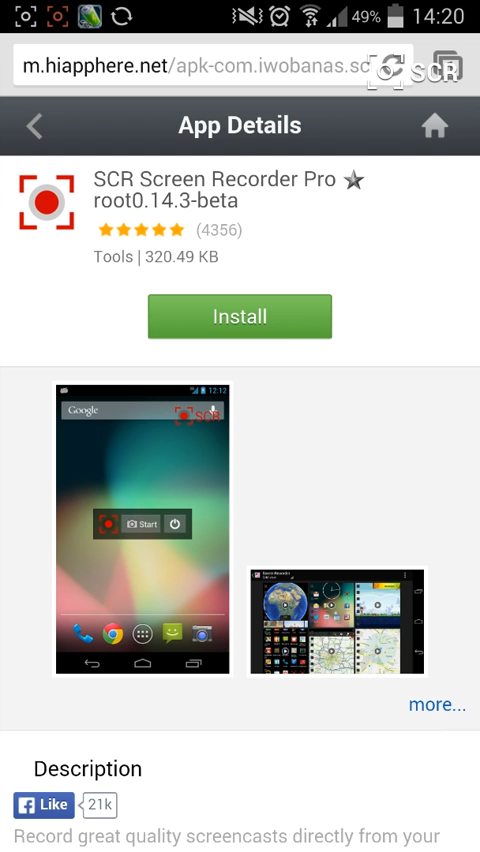 49% 14:20
m.hiapphere.net/apk-com.iwobanas.sc
SCR
App Details
SCR Screen Recorder Pro ★
root0.14.3-beta
(4356)
Tools | 320.49 KB
Install
12:12
Google
SCR
Start
Screen Recorder
more...
Description
Like 21k
Record great quality screencasts directly from your